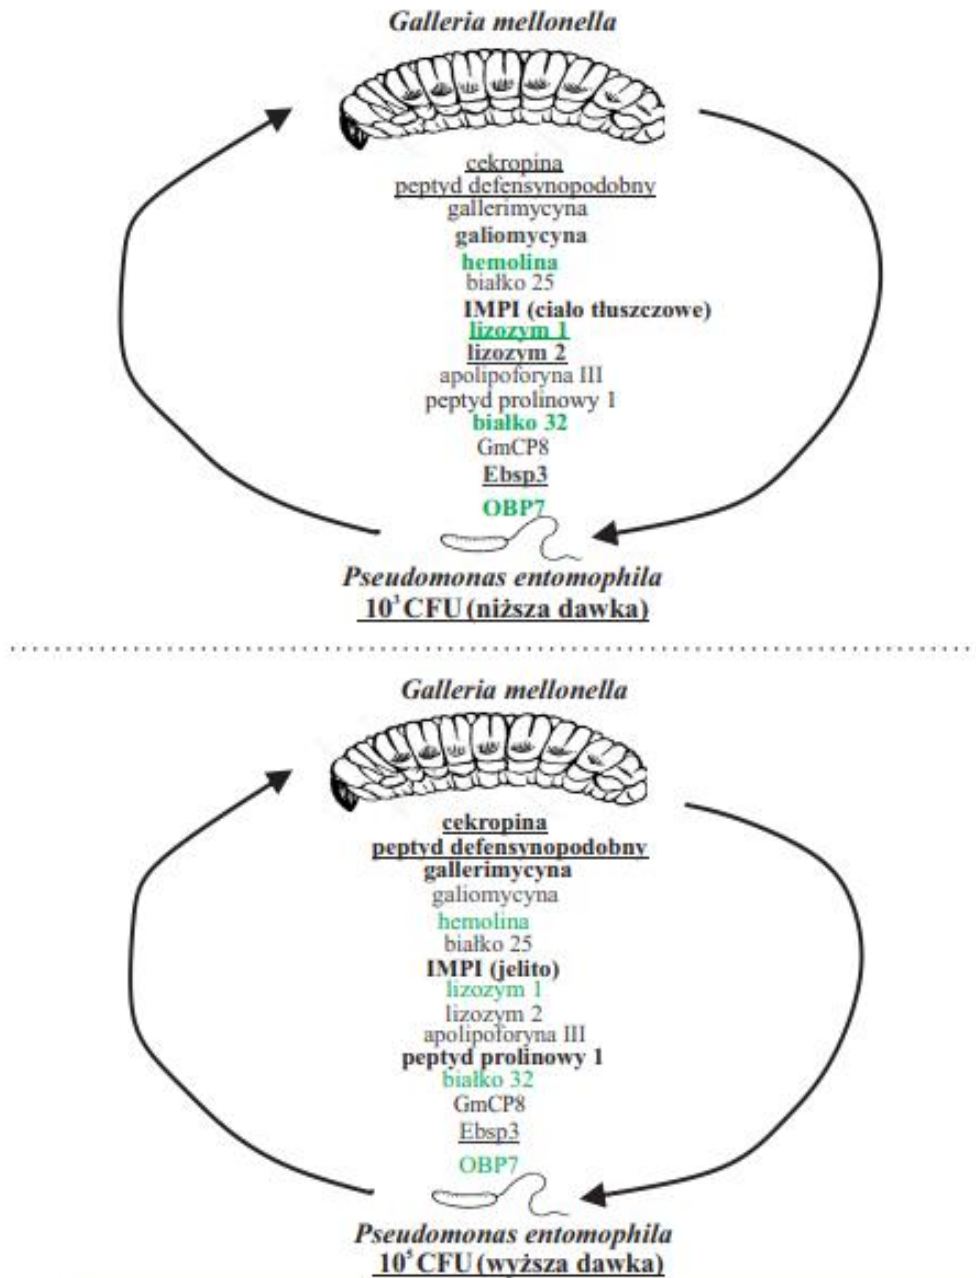 Galleria mellonella
cekropina
peptyd defensynopodobny
gallerimycyna
galiomycyna
hemolina
białko 25
IMPI (ciało tłuszczowe)
lizozym 1
lizozym 2
apolipoforyna III
peptyd prolinowy 1
białko 32
GmCP8
Ebsp3
OBP7
Pseudomonas entomophila
10³ CFU (niższa dawka)
Galleria mellonella
cekropina
peptyd defensynopodobny
gallerimycyna
galiomycyna
hemolina
białko 25
IMPI (jelito)
lizozym 1
lizozym 2
apolipoforyna III
peptyd prolinowy 1
białko 32
GmCP8
Ebsp3
OBP7
Pseudomonas entomophila
10⁵ CFU (wyższa dawka)